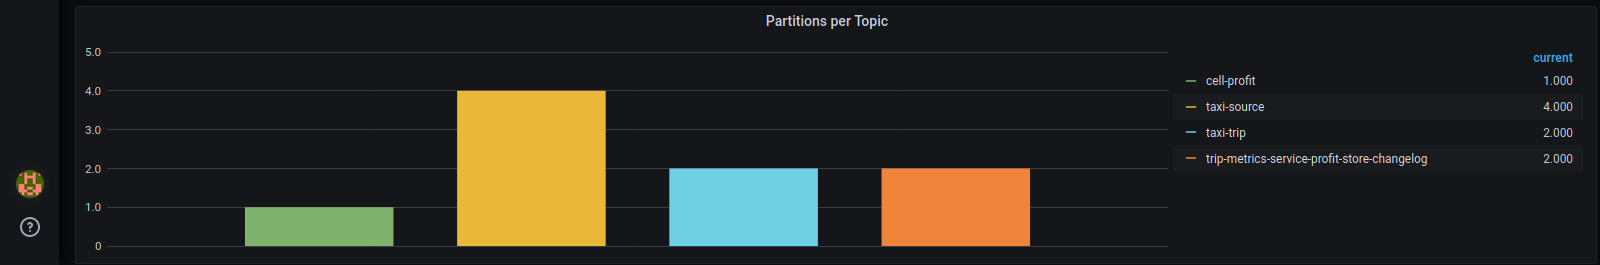 Partitions per Topic
5.0
4.0
3.0
2.0
1.0
0
current
cell-profit 1.000
taxi-source 4.000
taxi-trip 2.000
trip-metrics-service-profit-store-changelog 2.000
?